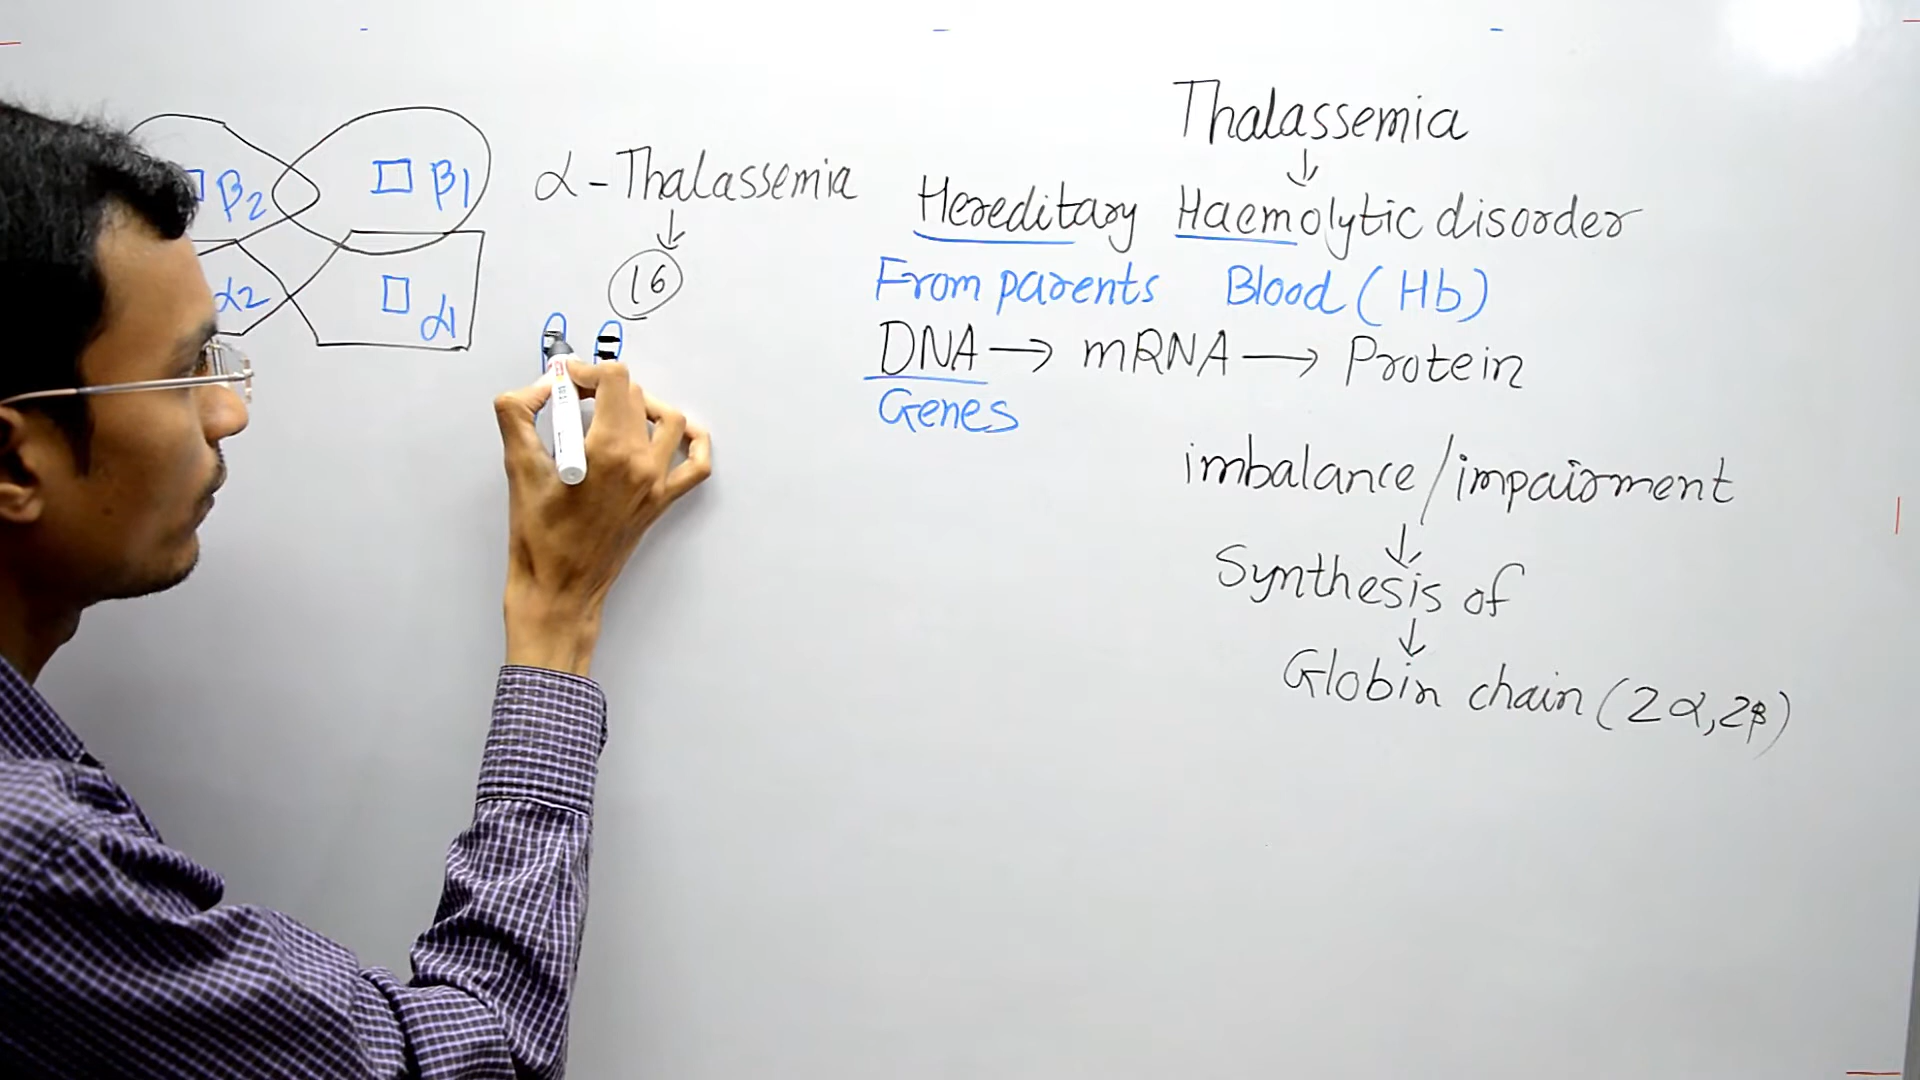 β2 β1
α2 α1
α-Thalassemia
↓
16
Thalassemia
↓
Hereditary Haemolytic disorder
From parents Blood (Hb)
DNA → mRNA → Protein
Genes
imbalance/impairment
↓
Synthesis of
↓
Globin chain (2α,2β)